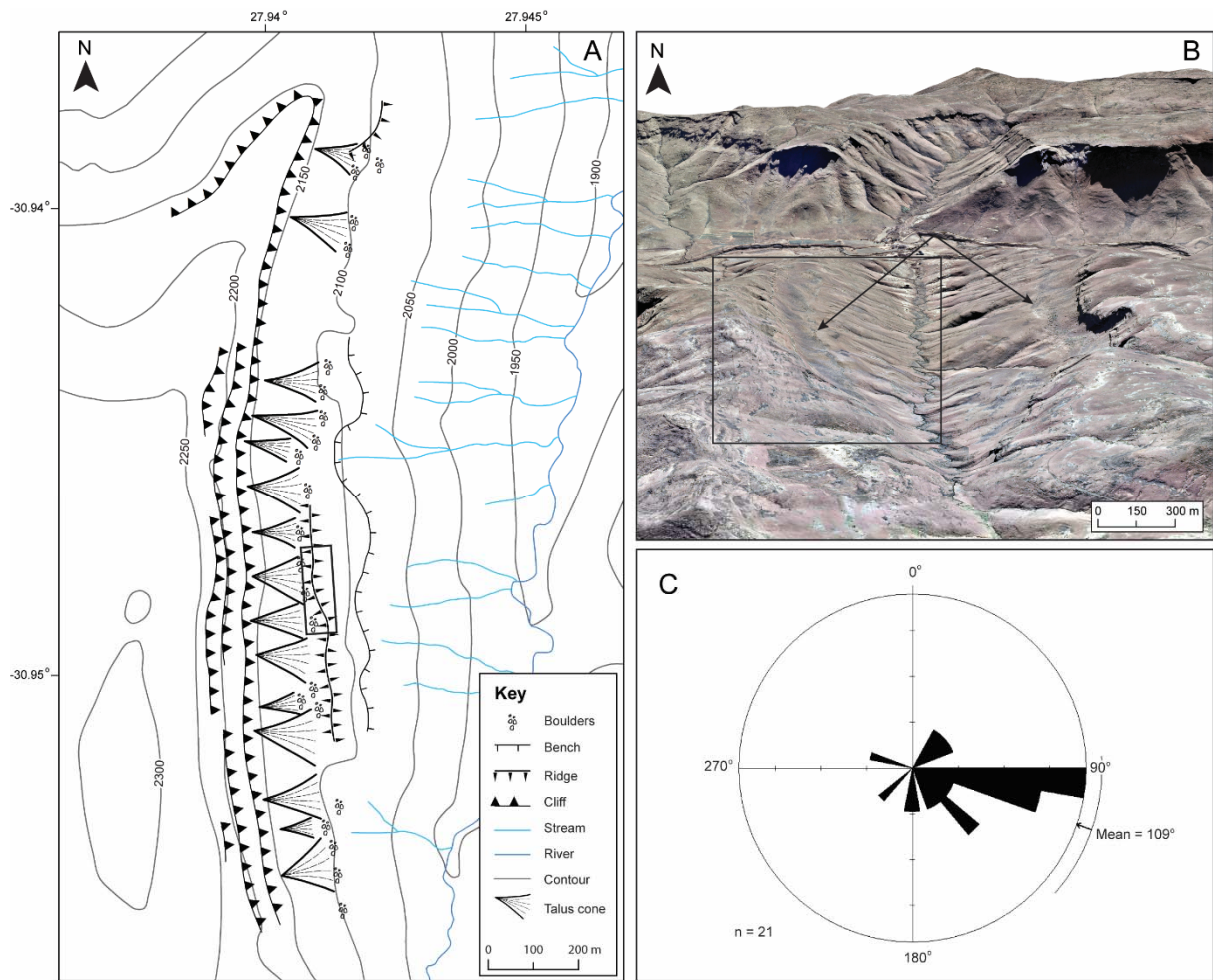 27.94°
27.945°
N
A
-30.94°
-30.95°
2150
2200
2100
2050
2000
1950
1900
2250
2300
Key
Boulders
Bench
Ridge
Cliff
Stream
River
Contour
Talus cone
0 100 200 m
N
B
0 150 300 m
C
0°
270°
90°
Mean = 109°
n = 21
180°